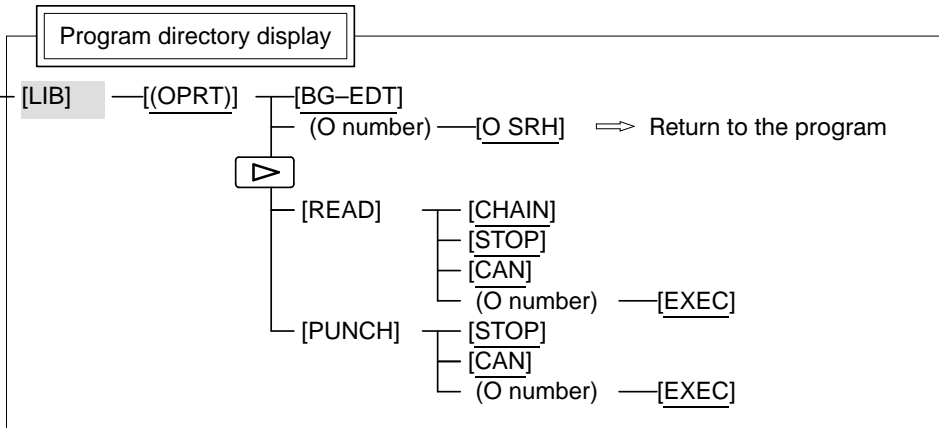 Program directory display
[LIB] [(OPRT)] [BG–EDT]
(O number) [O SRH] Return to the program
[READ] [CHAIN]
[STOP]
[CAN]
(O number) [EXEC]
[PUNCH] [STOP]
[CAN]
(O number) [EXEC]